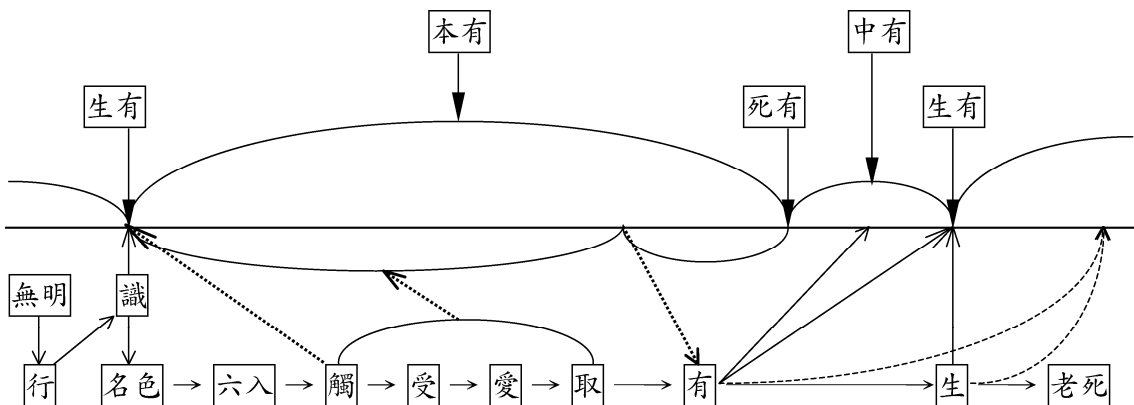 本有
中有
生有
死有
生有
無明
識
行
名色
六入
觸
受
愛
取
有
生
老死